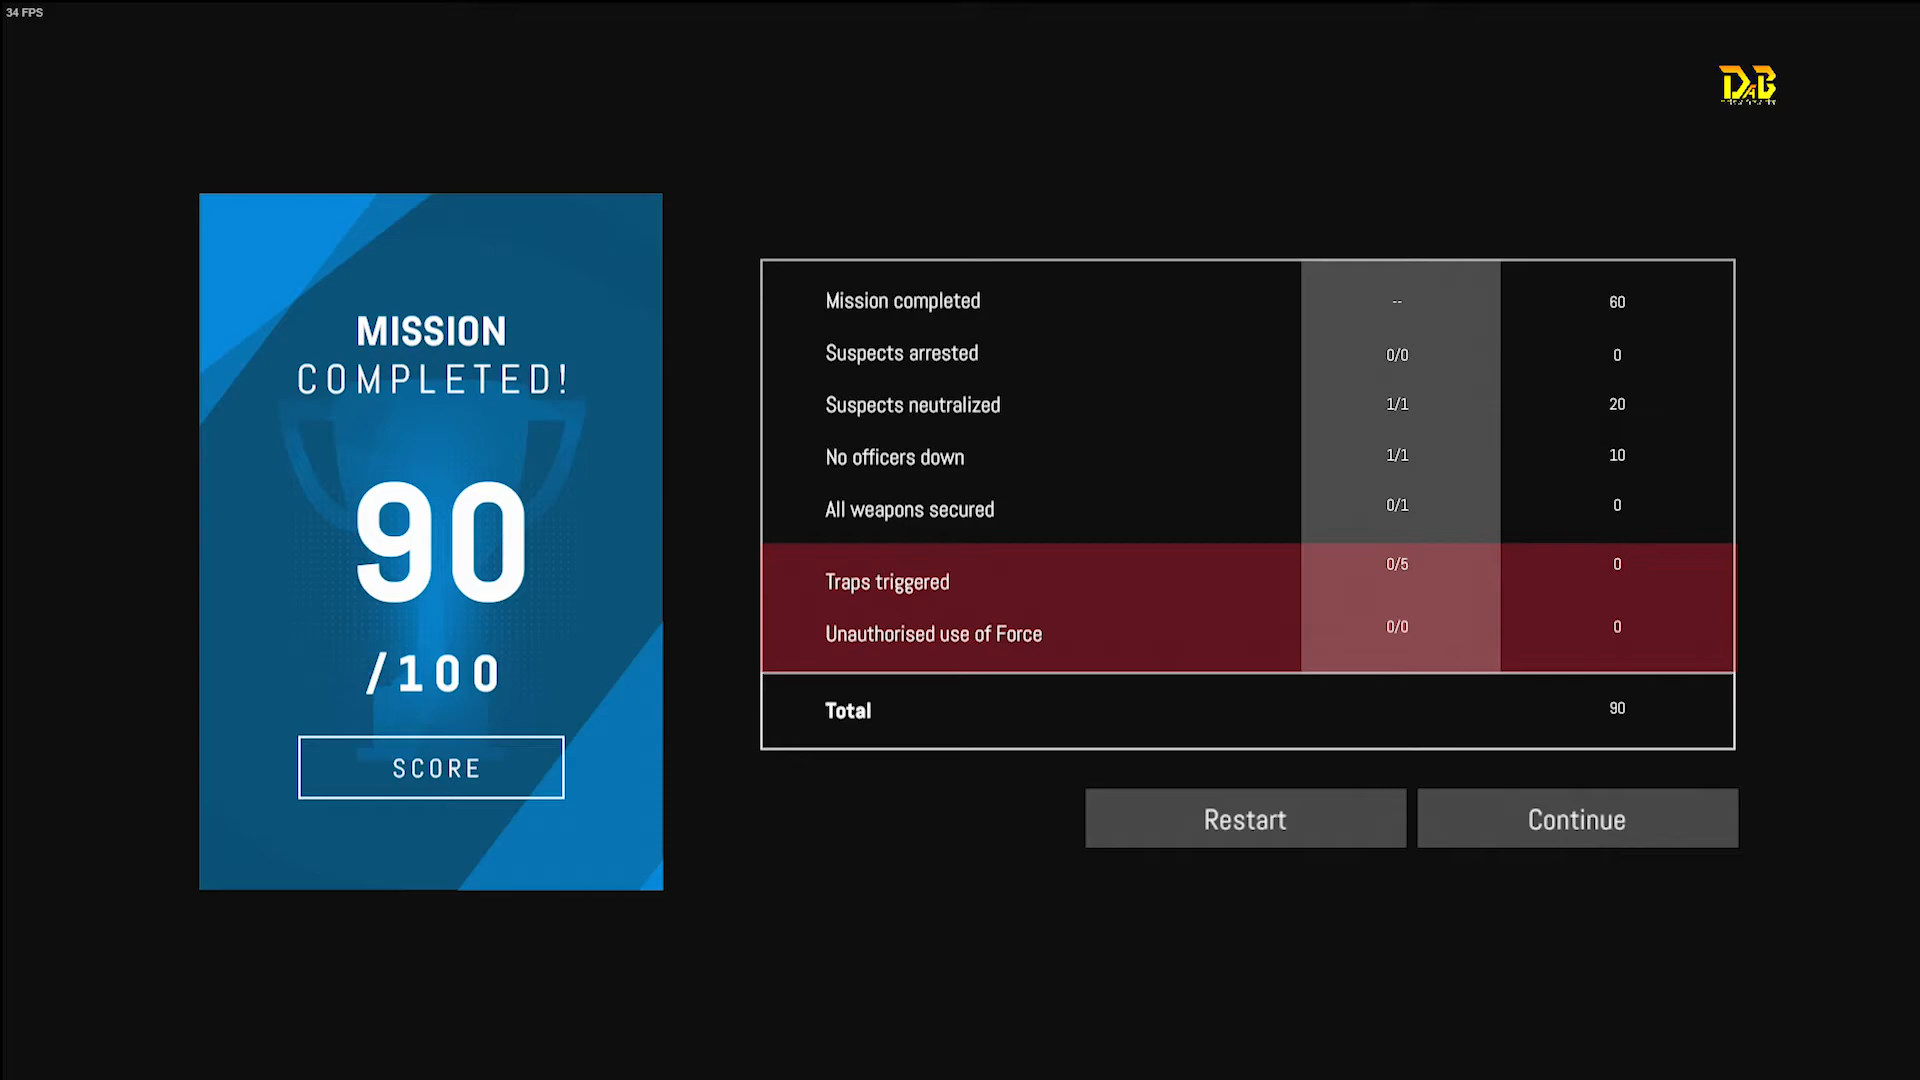 34 FPS
DAB
MISSION
COMPLETED!
90
/100
SCORE
Mission completed -- 60
Suspects arrested 0/0 0
Suspects neutralized 1/1 20
No officers down 1/1 10
All weapons secured 0/1 0
Traps triggered 0/5 0
Unauthorised use of Force 0/0 0
Total 90
Restart Continue